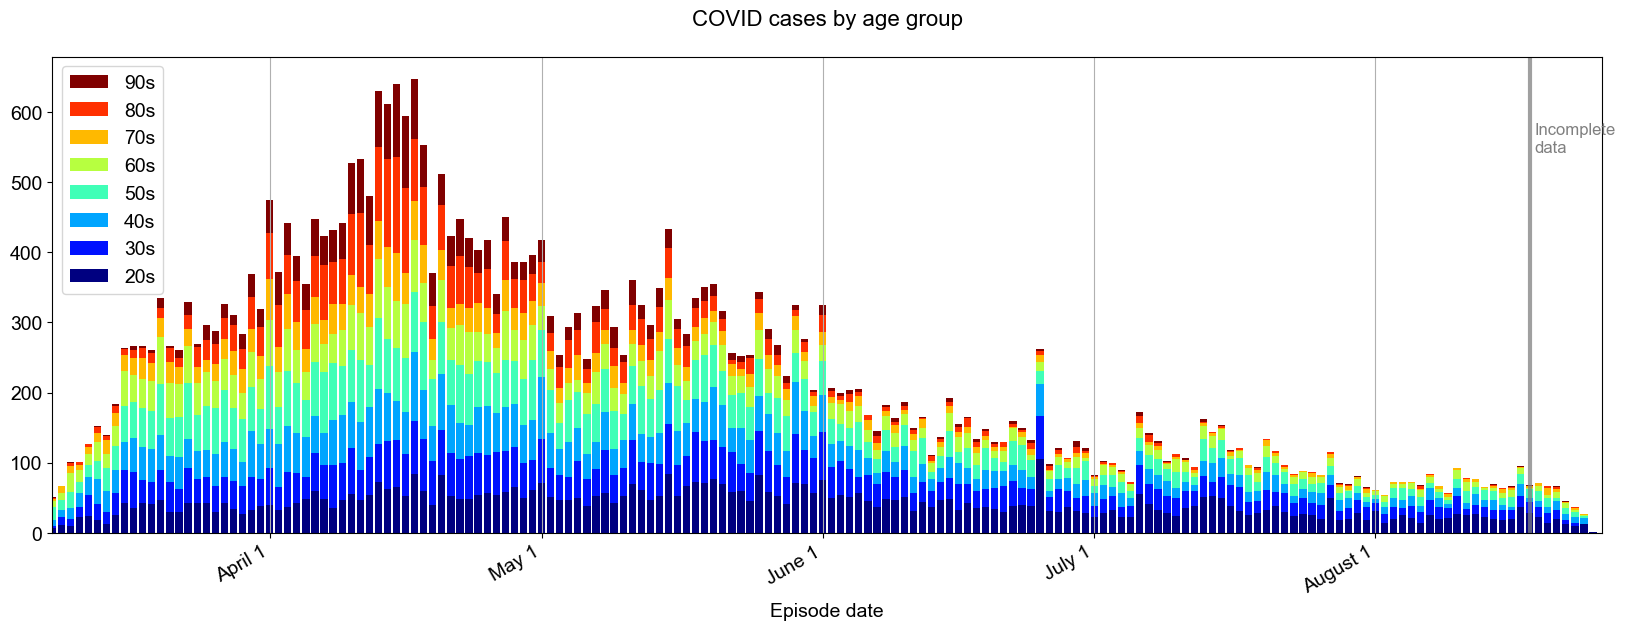 COVID cases by age group
90s
80s
70s
60s
50s
40s
30s
20s
600
500
400
300
200
100
0
Incomplete
data
April 1
May 1
June 1
July 1
August 1
Episode date